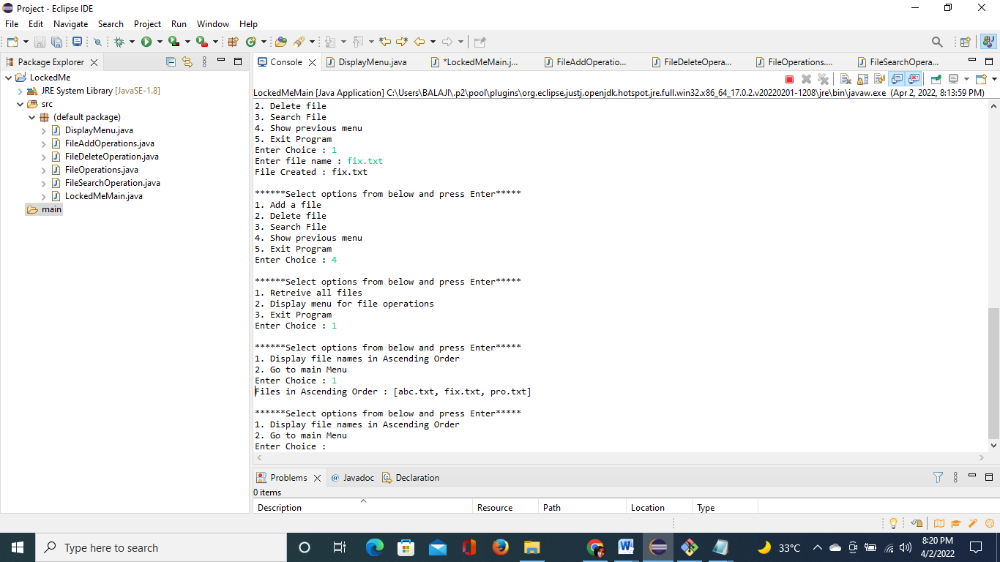 Project - Eclipse IDE
File Edit Navigate Search Project Run Window Help
Package Explorer
LockedMe
JRE System Library [JavaSE-1.8]
src
(default package)
DisplayMenu.java
FileAddOperations.java
FileDeleteOperation.java
FileOperations.java
FileSearchOperation.java
LockedMeMain.java
main
Console DisplayMenu.java *LockedMeMain.j... FileAddOperatio... FileDeleteOpera... FileOperations.... FileSearchOpera...
LockedMeMain [Java Application] C:\Users\BALAJI\.p2\pool\plugins\org.eclipse.justj.openjdk.hotspot.jre.full.win32.x86_64_17.0.2.v20220201-1208\jre\bin\javaw.exe (Apr 2, 2022, 8:13:59 PM)
2. Delete file
3. Search File
4. Show previous menu
5. Exit Program
Enter Choice : 1
Enter file name : fix.txt
File Created : fix.txt
******Select options from below and press Enter*****
1. Add a file
2. Delete file
3. Search File
4. Show previous menu
5. Exit Program
Enter Choice : 4
******Select options from below and press Enter*****
1. Retreive all files
2. Display menu for file operations
3. Exit Program
Enter Choice : 1
******Select options from below and press Enter*****
1. Display file names in Ascending Order
2. Go to main Menu
Enter Choice : 1
Files in Ascending Order : [abc.txt, fix.txt, pro.txt]
******Select options from below and press Enter*****
1. Display file names in Ascending Order
2. Go to main Menu
Enter Choice :
Problems @ Javadoc Declaration
0 items
Description Resource Path Location Type
Type here to search
33°C
8:20 PM
4/2/2022